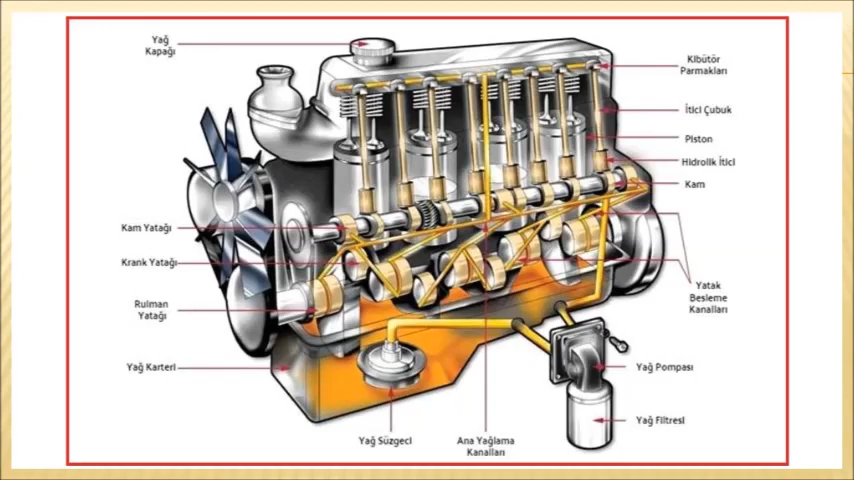 Yağ
Kapağı
Kam Yatağı
Krank Yatağı
Rulman
Yatağı
Yağ Karteri
Yağ Süzgeci
Ana Yağlama
Kanalları
Kibütör
Parmakları
İtici Çubuk
Piston
Hidrolik İtici
Kam
Yatak
Besleme
Kanalları
Yağ Pompası
Yağ Filtresi